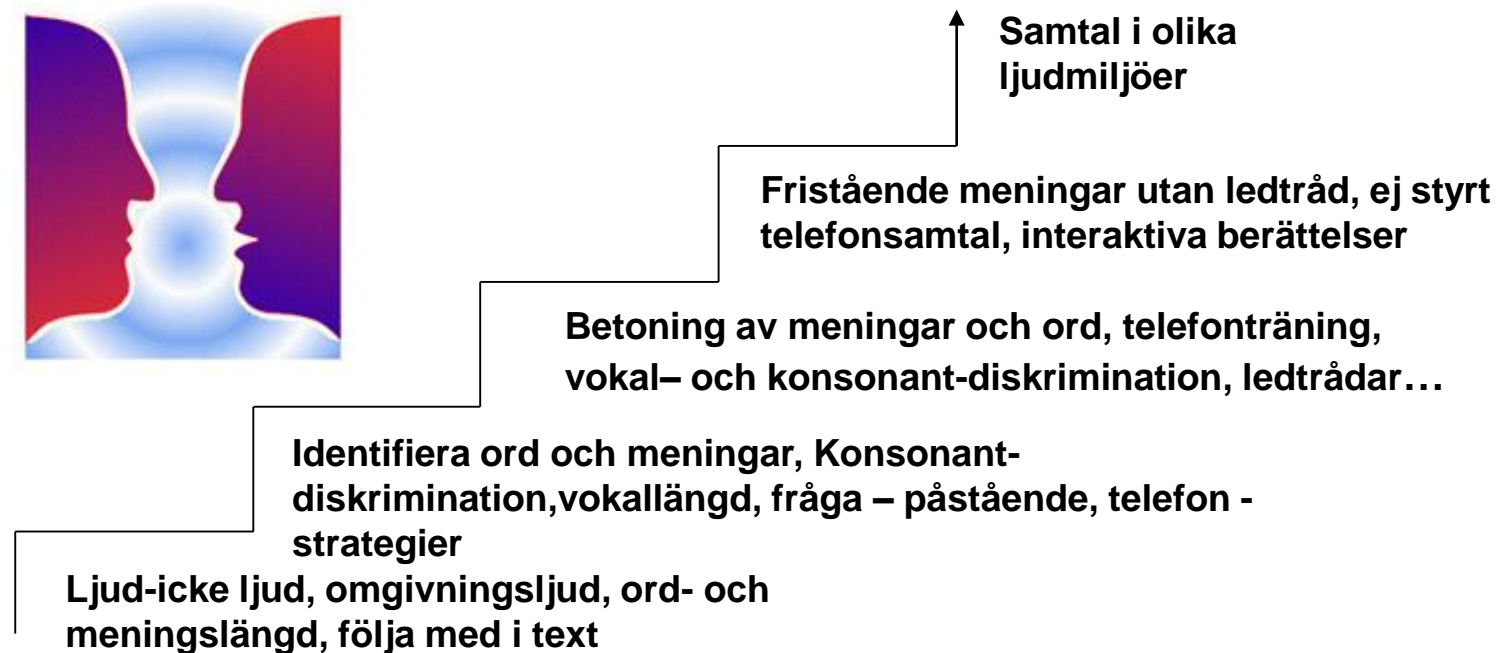 Samtal i olika
ljudmiljöer
Fristående meningar utan ledtråd, ej styrt
telefonsamtal, interaktiva berättelser
Betoning av meningar och ord, telefonträning,
vokal– och konsonant-diskrimination, ledtrådar…
Identifiera ord och meningar, Konsonant-
diskrimination,vokallängd, fråga – påstående, telefon -
strategier
Ljud-icke ljud, omgivningsljud, ord- och
meningslängd, följa med i text